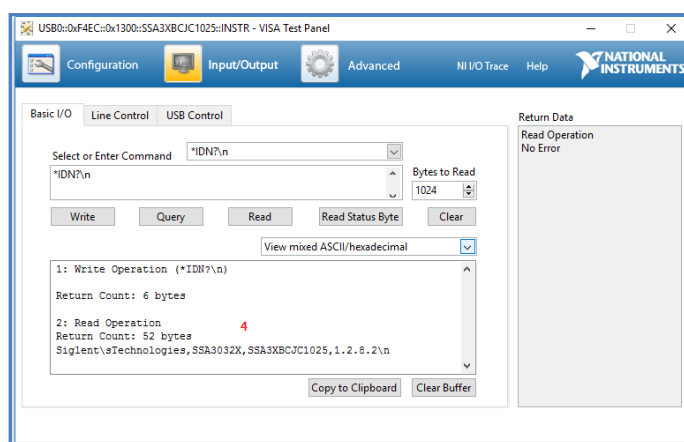 USB0::0xF4EC::0x1300::SSA3XBCJC1025::INSTR - VISA Test Panel
Configuration Input/Output Advanced NI I/O Trace Help NATIONAL INSTRUMENTS
Basic I/O Line Control USB Control
Return Data
Read Operation
No Error
Select or Enter Command *IDN?\n
*IDN?\n
Bytes to Read
1024
Write Query Read Read Status Byte Clear
View mixed ASCII/hexadecimal
1: Write Operation (*IDN?\n)
Return Count: 6 bytes
2: Read Operation
4
Return Count: 52 bytes
Siglent\sTechnologies,SSA3032X,SSA3XBCJC1025,1.2.8.2\n
Copy to Clipboard Clear Buffer